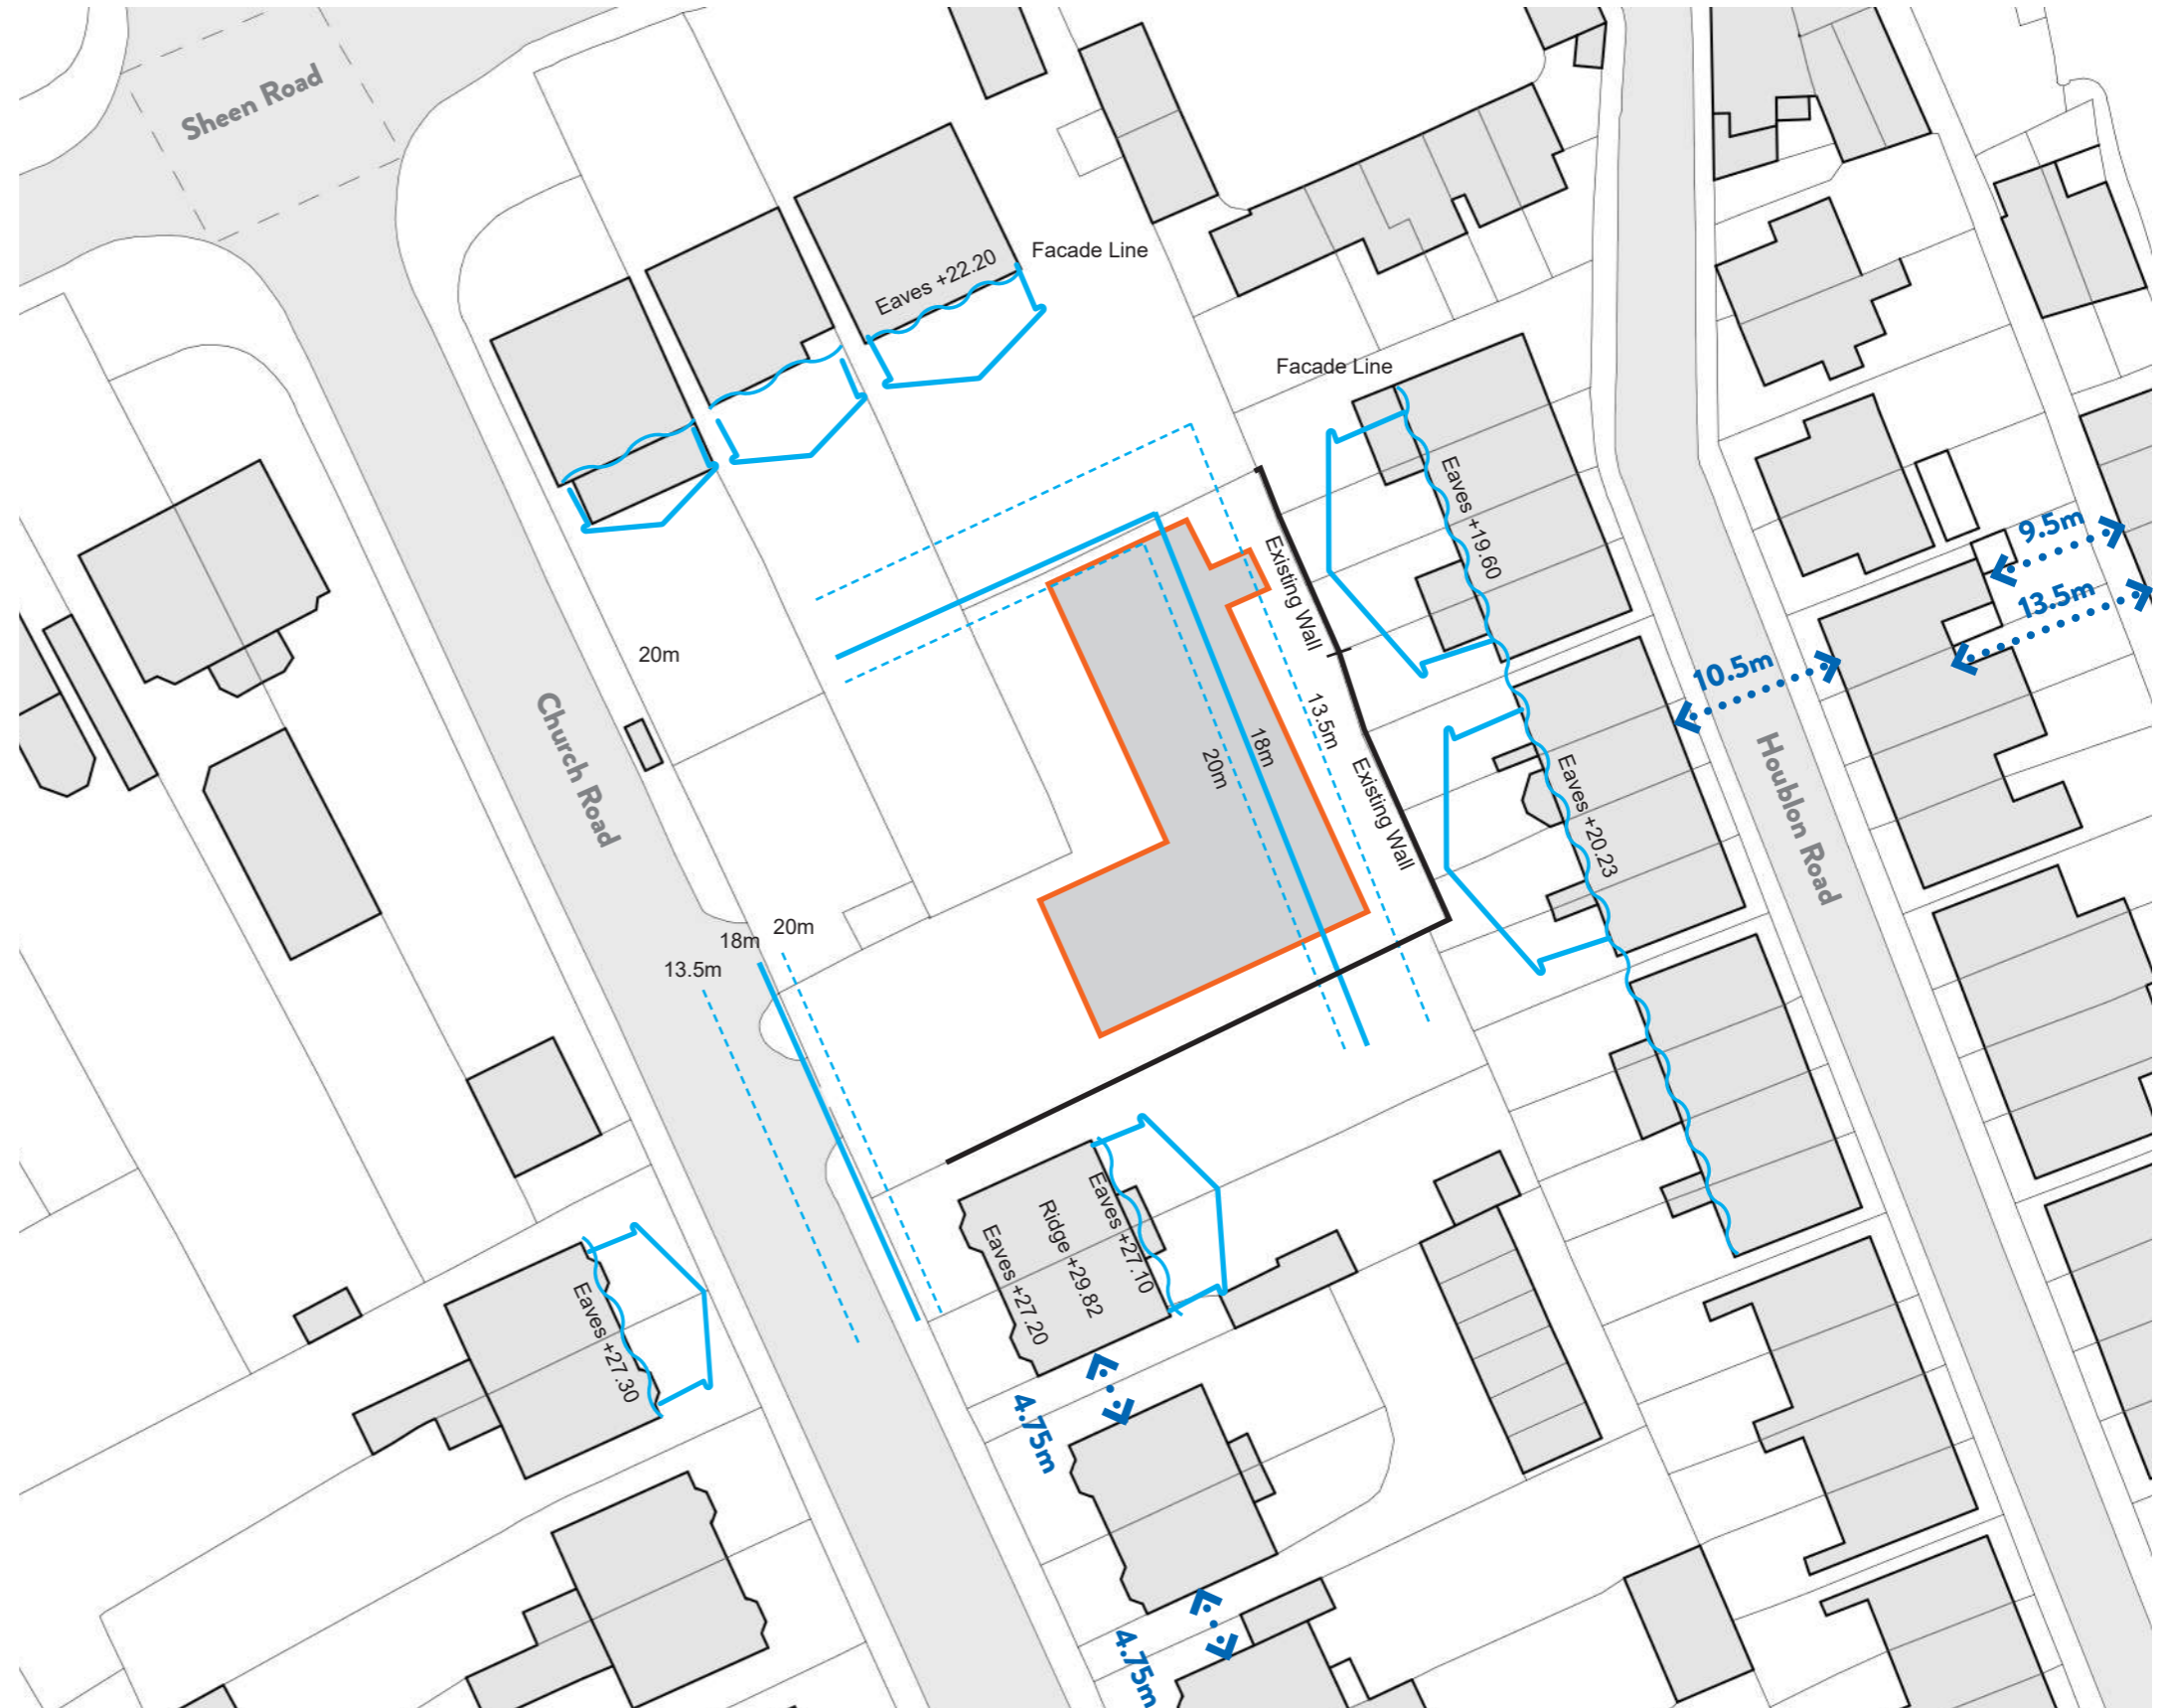 Sheen Road
Facade Line
Eaves +22.20
Facade Line
Eaves +19.60
9.5m
Existing Wall
13.5m
20m
10.5m
Church Road
13.5m
18m
20m
Existing Wall
Eaves +20.23
Houblon Road
20m
18m
13.5m
Eaves +27.10
Ridge +29.82
Eaves +27.20
Eaves +27.30
4.75m
4.75m